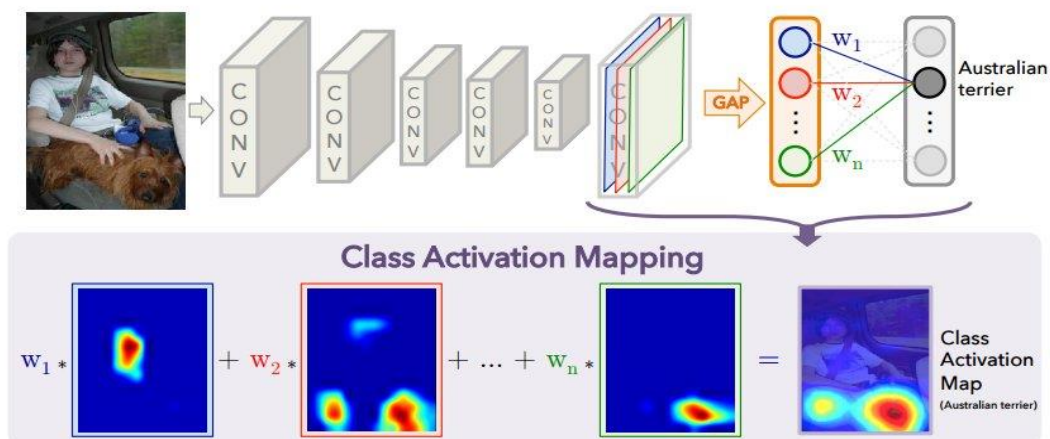 CONV
CONV
CONV
CONV
CONV
CONV
GAP
w1
w2
wn
Australian
terrier
Class Activation Mapping
w1 * + w2 * + ... + wn * =
Class
Activation
Map
(Australian terrier)